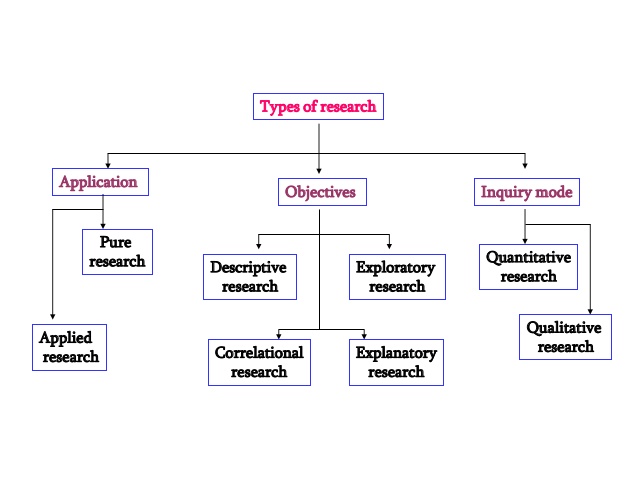 Types of research
Application
Objectives
Inquiry mode
Pure
research
Descriptive
research
Exploratory
research
Quantitative
research
Applied
research
Correlational
research
Explanatory
research
Qualitative
research